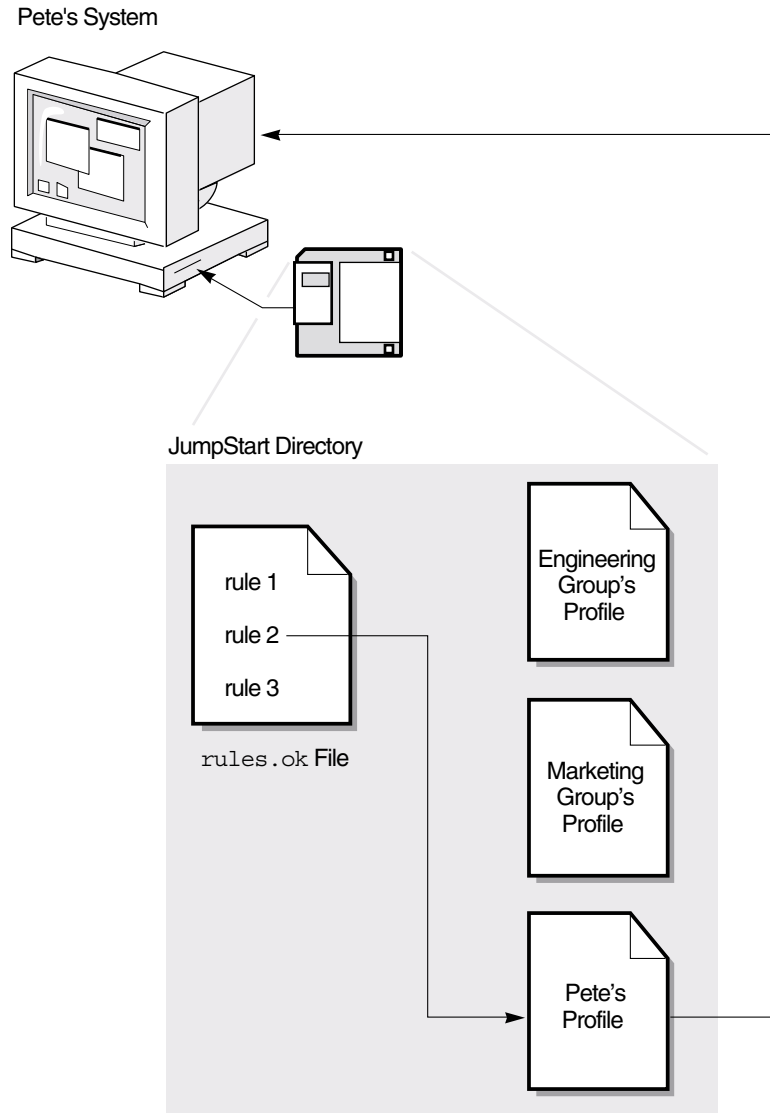 Pete's System
JumpStart Directory
rule 1
rule 2
rule 3
rules.ok File
Engineering
Group’s
Profile
Marketing
Group’s
Profile
Pete’s
Profile